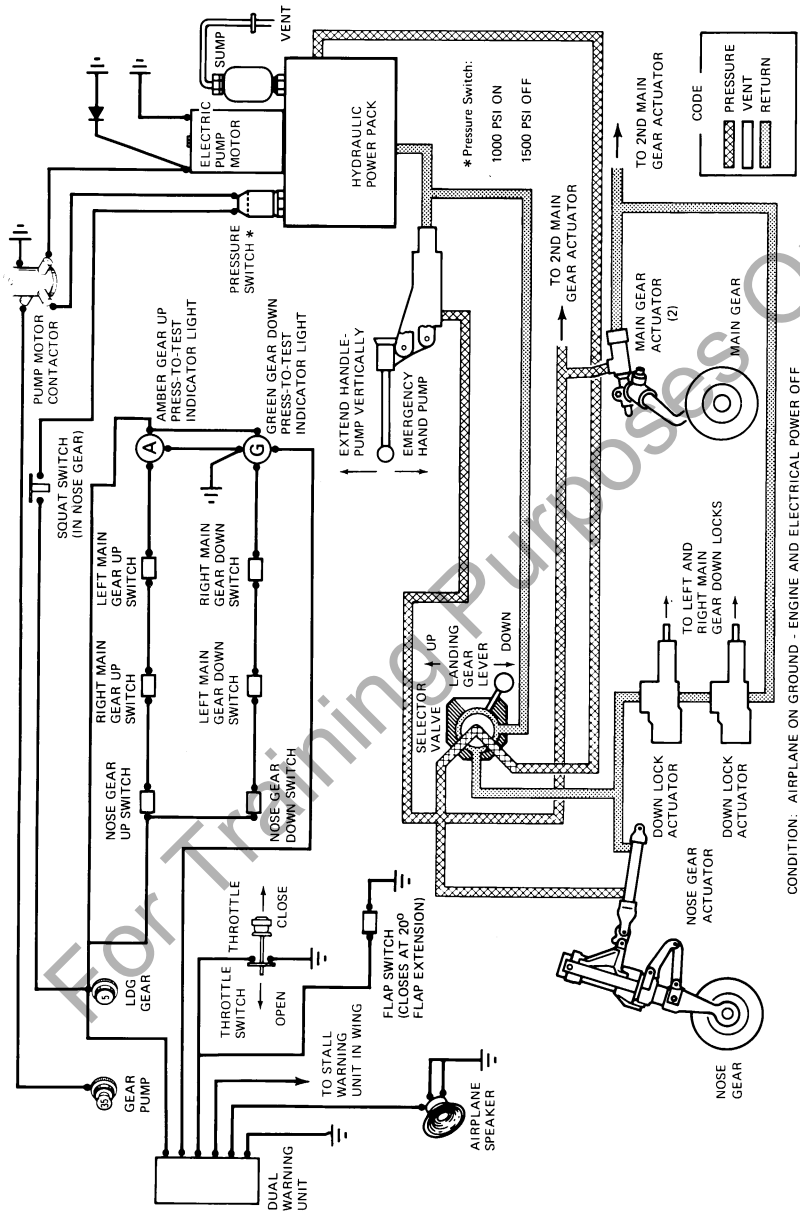 SUMP
VENT
ELECTRIC
PUMP
MOTOR
HYDRAULIC
POWER PACK
PRESSURE
SWITCH *
* Pressure Switch:
1000 PSI ON
1500 PSI OFF
PUMP MOTOR
CONTACTOR
SQUAT SWITCH
(IN NOSE GEAR)
AMBER GEAR UP
PRESS-TO-TEST
INDICATOR LIGHT
A
GREEN GEAR DOWN
PRESS-TO-TEST
INDICATOR LIGHT
G
LEFT MAIN
GEAR UP
SWITCH
RIGHT MAIN
GEAR DOWN
SWITCH
RIGHT MAIN
GEAR UP
SWITCH
LEFT MAIN
GEAR DOWN
SWITCH
NOSE GEAR
UP SWITCH
NOSE GEAR
DOWN SWITCH
35
GEAR
PUMP
5
LDG
GEAR
DUAL
WARNING
UNIT
THROTTLE
SWITCH
THROTTLE
OPEN
CLOSE
FLAP SWITCH
(CLOSES AT 20°
FLAP EXTENSION)
TO STALL
WARNING
UNIT IN WING
AIRPLANE
SPEAKER
EXTEND HANDLE-
PUMP VERTICALLY
EMERGENCY
HAND PUMP
SELECTOR
VALVE
UP
LANDING
GEAR
LEVER
DOWN
TO 2ND MAIN
GEAR ACTUATOR
MAIN GEAR
ACTUATOR
(2)
MAIN GEAR
TO 2ND MAIN
GEAR ACTUATOR
TO LEFT AND
RIGHT MAIN
GEAR DOWN LOCKS
DOWN LOCK
ACTUATOR
DOWN LOCK
ACTUATOR
NOSE GEAR
ACTUATOR
NOSE
GEAR
CODE
PRESSURE
VENT
RETURN
CONDITION: AIRPLANE ON GROUND - ENGINE AND ELECTRICAL POWER OFF
For Training Purposes O